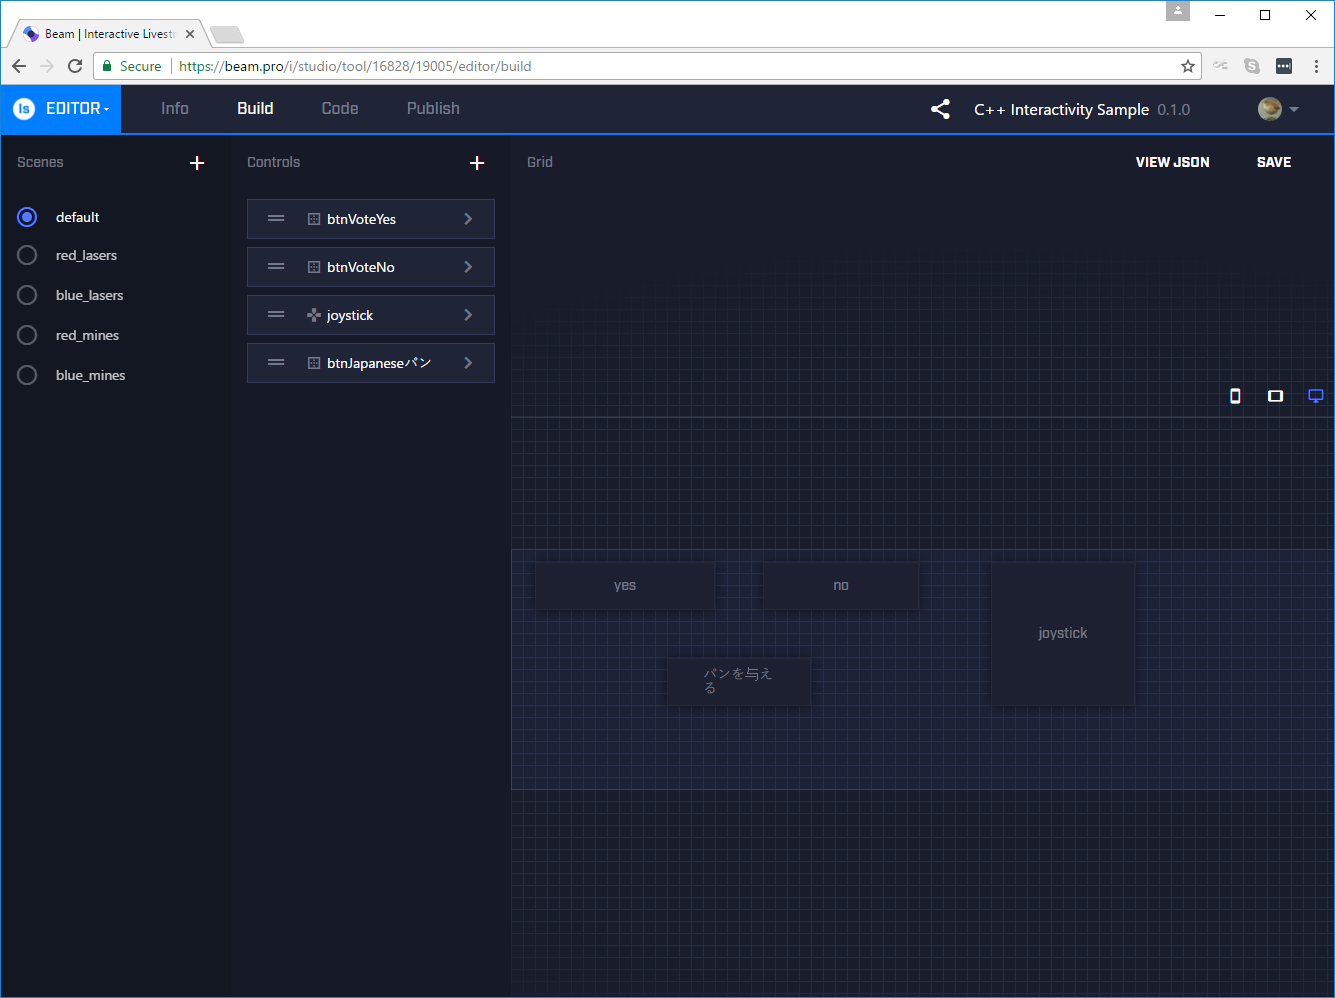 Beam | Interactive Livestr
Secure
https://beam.pro/i/studio/tool/16828/19005/editor/build
Is EDITOR
Info
Build
Code
Publish
C++ Interactivity Sample 0.1.0
Scenes
default
red_lasers
blue_lasers
red_mines
blue_mines
Controls
btnVoteYes
btnVoteNo
joystick
btnJapaneseパン
Grid
VIEW JSON
SAVE
yes
no
joystick
パンを与え
る